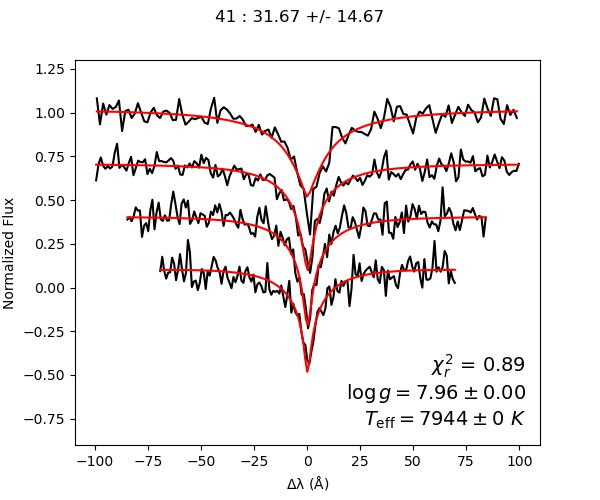 41 : 31.67 +/- 14.67
1.25
1.00
0.75
0.50
0.25
0.00
−0.25
−0.50
−0.75
Normalized Flux
χ²ᵣ = 0.89
log g = 7.96 ± 0.00
T_eff = 7944 ± 0 K
−100 −75 −50 −25 0 25 50 75 100
Δλ (Å)